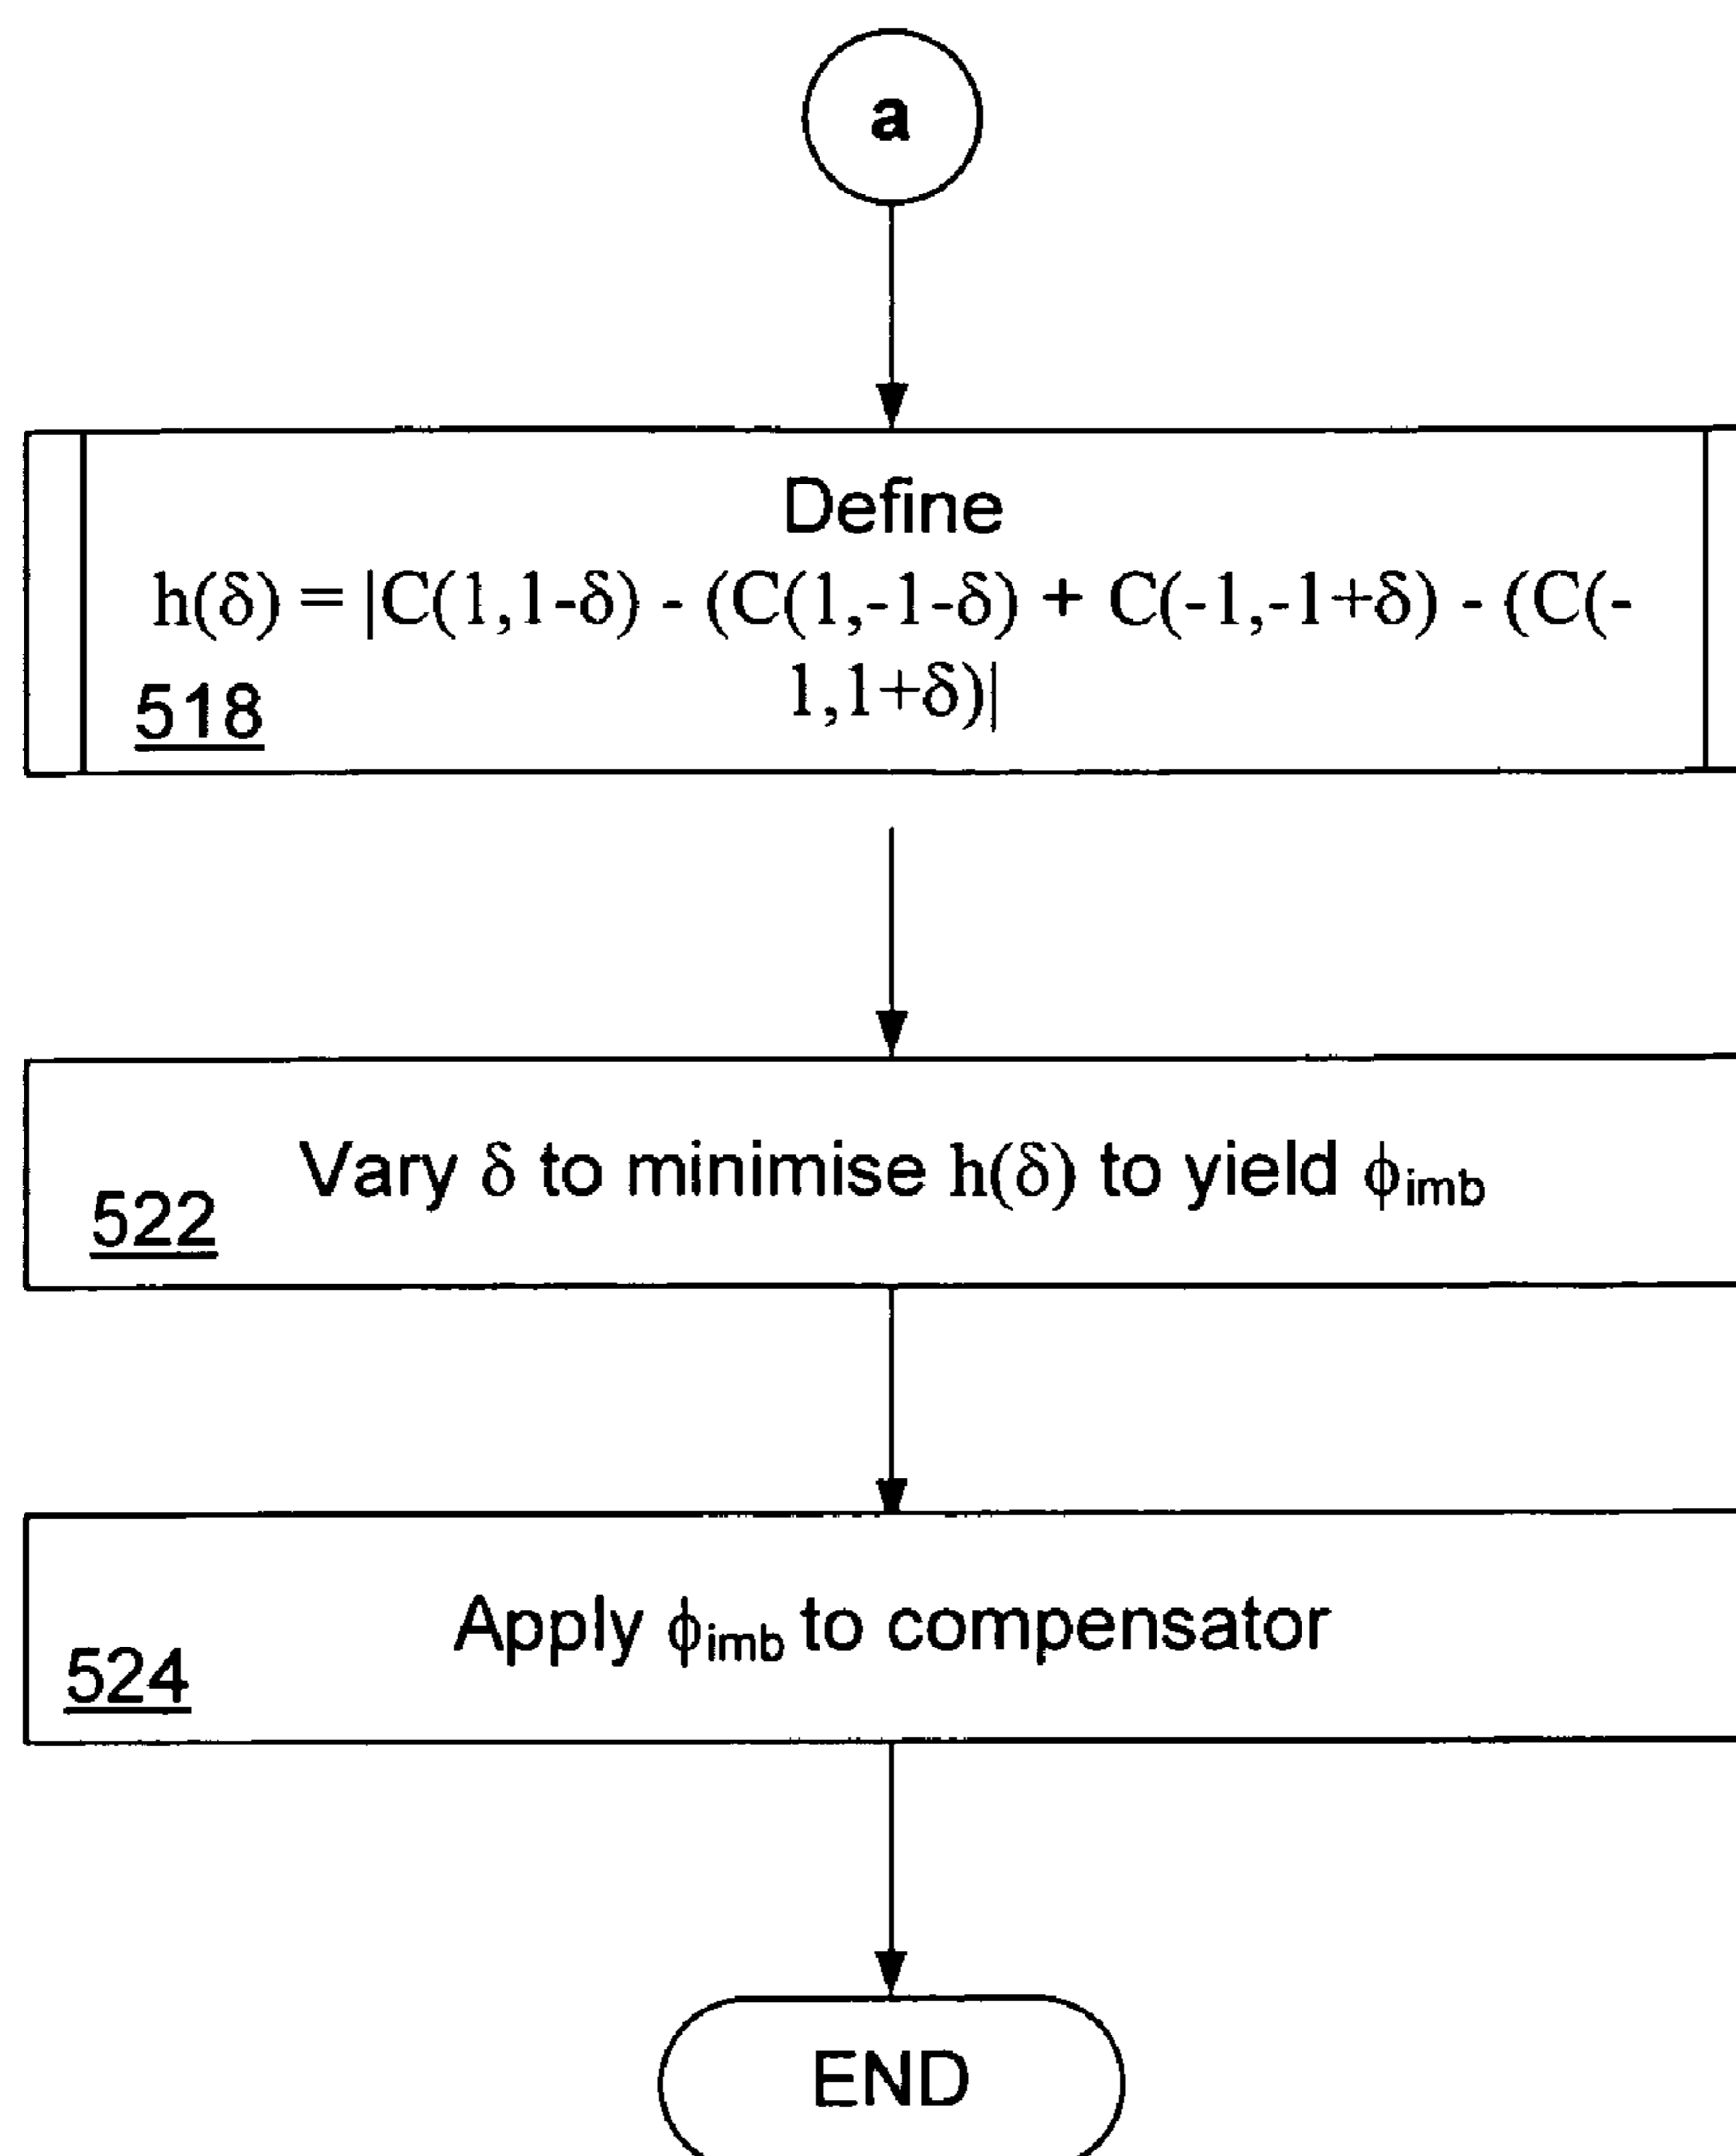 a
Define
h(δ) = |C(1,1-δ) - (C(1,-1-δ) + C(-1,-1+δ) - (C(-
1,1+δ)|
518
Vary δ to minimise h(δ) to yield ϕimb
522
Apply ϕimb to compensator
524
END